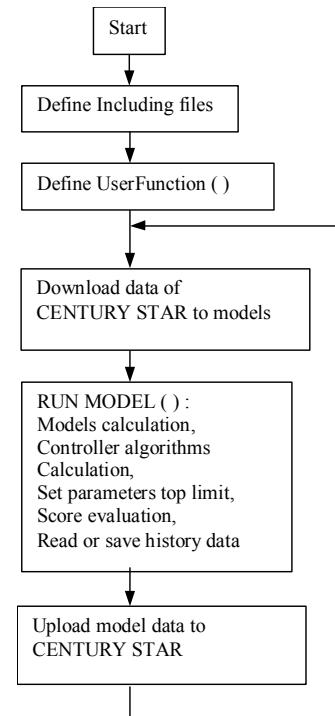 Start
Define Including files
Define UserFunction ( )
Download data of
CENTURY STAR to models
RUN MODEL ( ) :
Models calculation,
Controller algorithms
Calculation,
Set parameters top limit,
Score evaluation,
Read or save history data
Upload model data to
CENTURY STAR